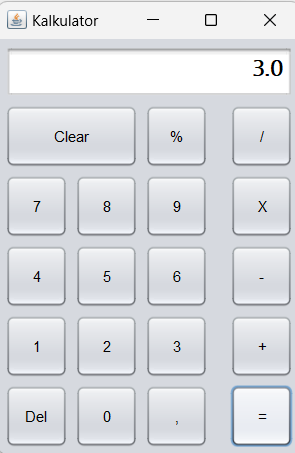 Kalkulator
3.0
Clear % /
7 8 9 X
4 5 6 -
1 2 3 +
Del 0 , =